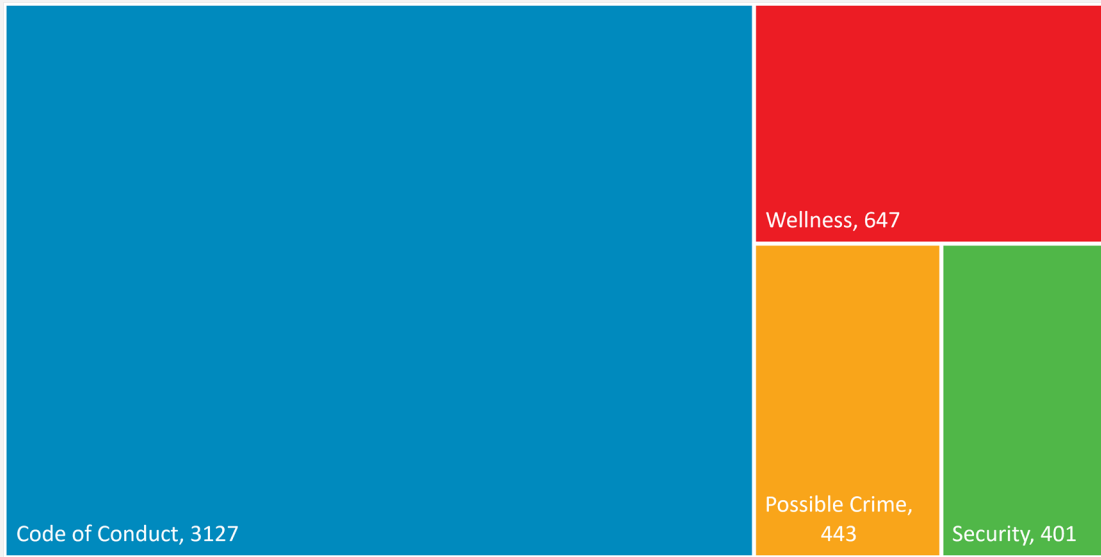 Wellness, 647
Code of Conduct, 3127
Possible Crime,
443
Security, 401